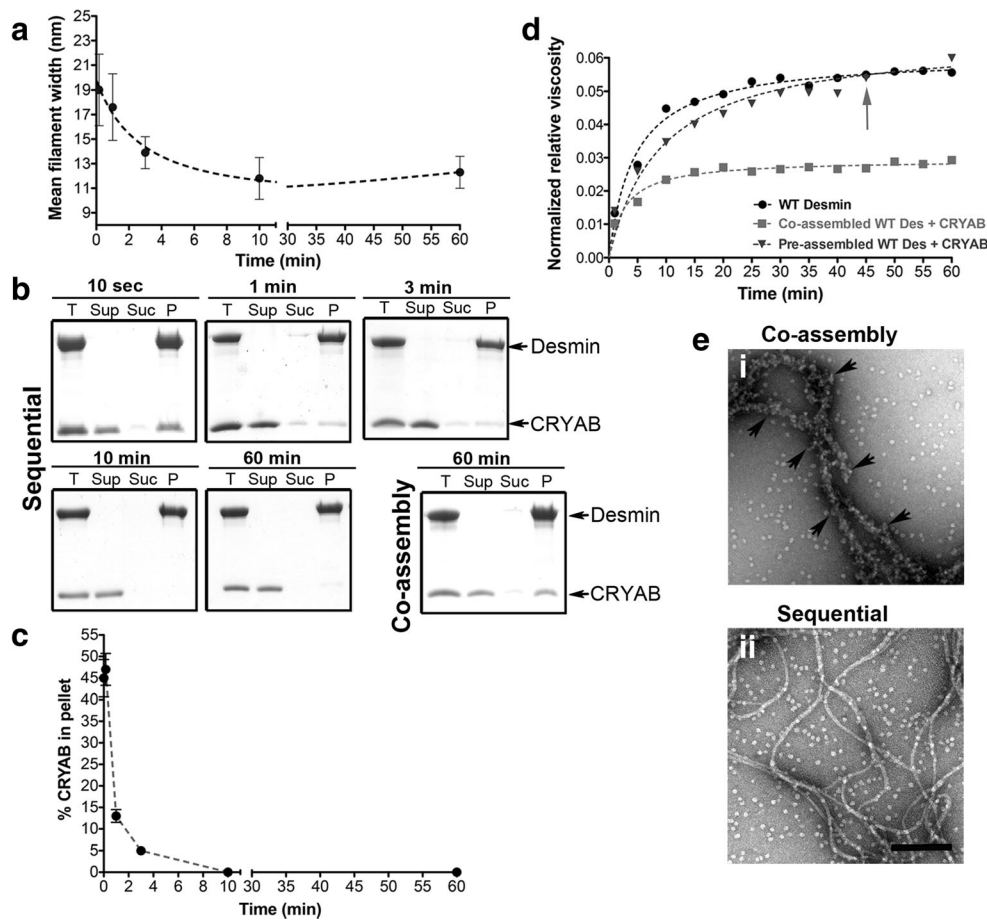 a
Mean filament width (nm)
25
23
21
19
17
15
13
11
9
0 2 4 6 8 10 30 40 50 60
Time (min)
b
Sequential
10 sec
T Sup Suc P
1 min
T Sup Suc P
3 min
T Sup Suc P
Desmin
CRYAB
10 min
T Sup Suc P
60 min
T Sup Suc P
Co-assembly
60 min
T Sup Suc P
Desmin
CRYAB
c
% CRYAB in pellet
55
50
45
40
35
30
25
20
15
10
5
0
0 2 4 6 8 10 30 35 40 45 50 55 60
Time (min)
d
Normalized relative viscosity
0.06
0.05
0.04
0.03
0.02
0.01
0.00
0 5 10 15 20 25 30 35 40 45 50 55 60
Time (min)
WT Desmin
Co-assembled WT Des + CRYAB
Pre-assembled WT Des + CRYAB
e
Co-assembly
i
Sequential
ii